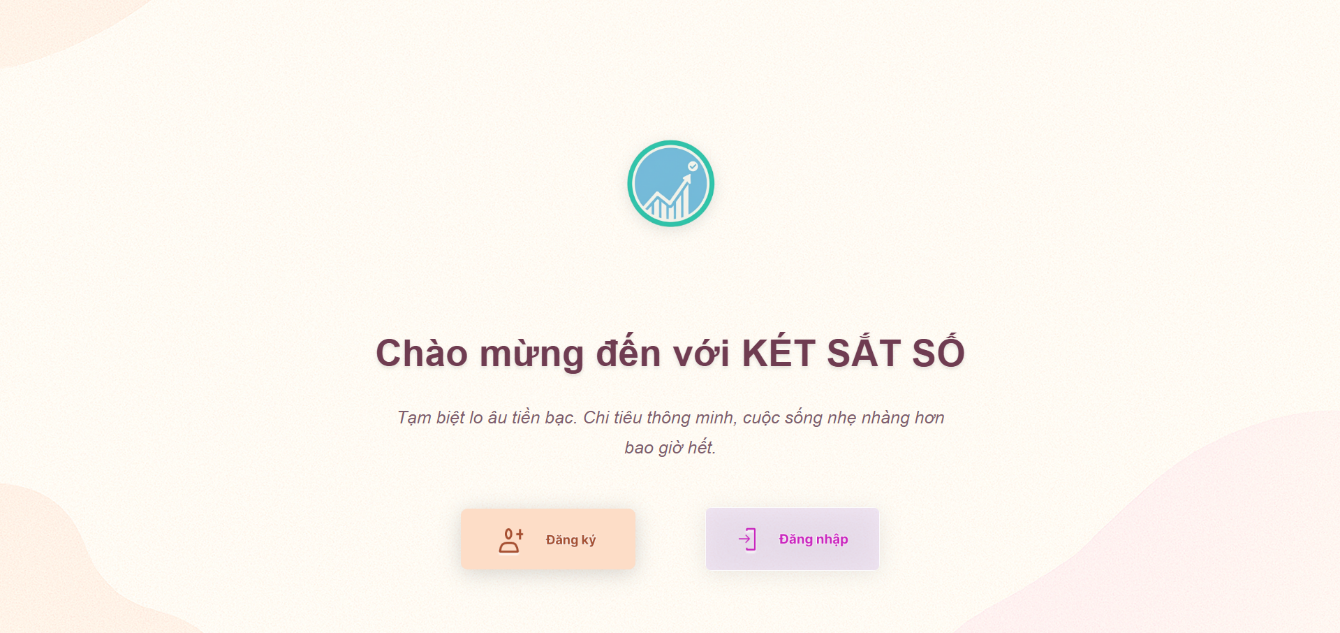 Chào mừng đến với KÉT SẮT SỐ
Tạm biệt lo âu tiền bạc. Chi tiêu thông minh, cuộc sống nhẹ nhàng hơn
bao giờ hết.
Đăng ký
Đăng nhập